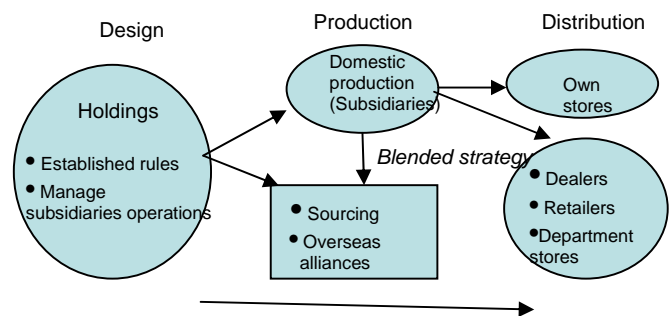 Design
Production
Distribution
Holdings
• Established rules
• Manage
subsidiaries operations
Domestic
production
(Subsidiaries)
Blended strategy
• Sourcing
• Overseas
alliances
Own
stores
• Dealers
• Retailers
• Department
stores